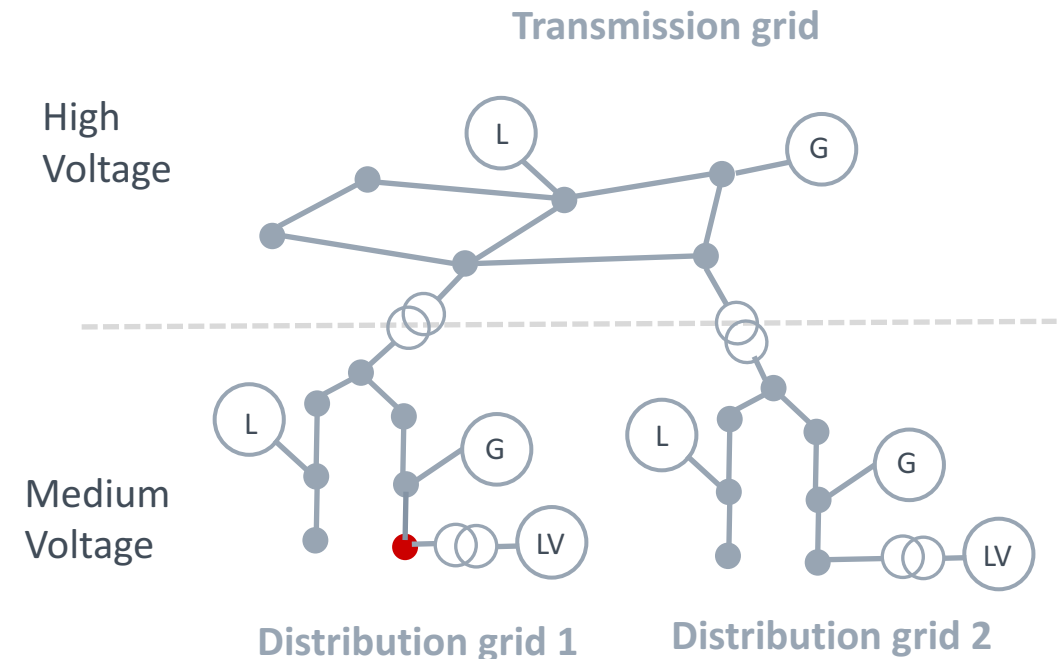 Transmission grid
High
Voltage
L
G
L
G
L
G
Medium
Voltage
LV
LV
Distribution grid 1
Distribution grid 2